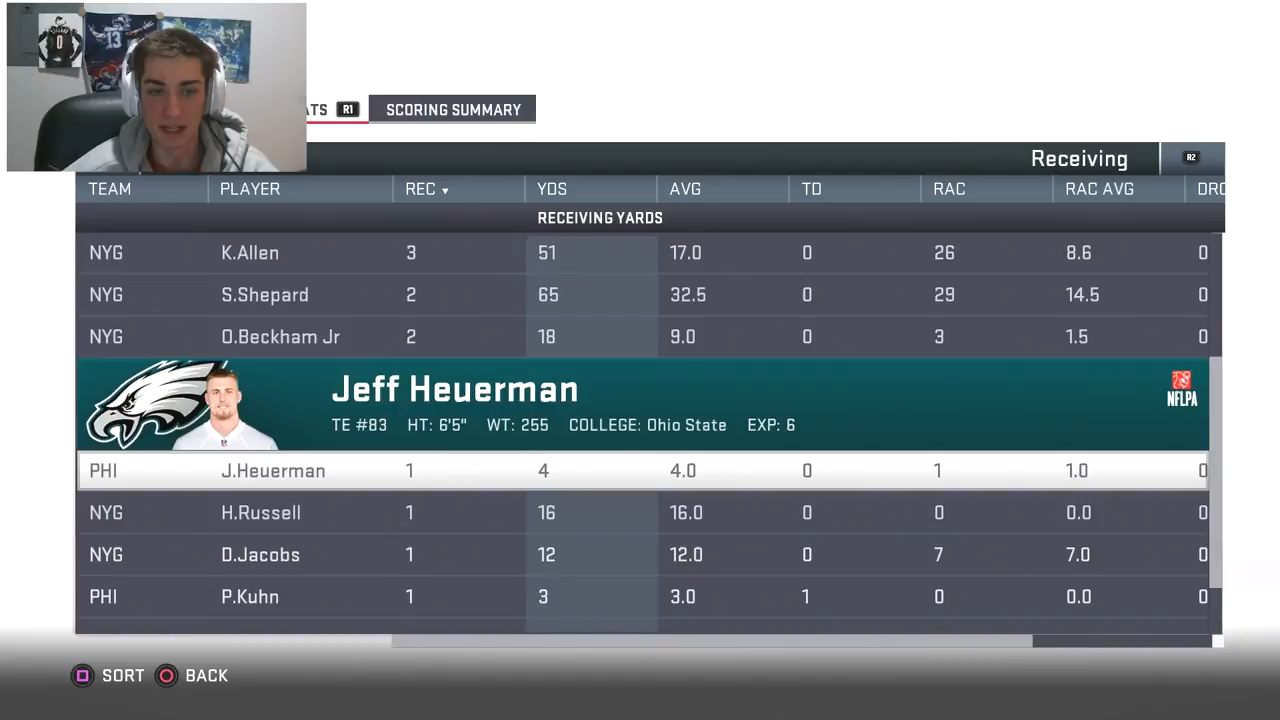 0
13
ATS R1 SCORING SUMMARY
Receiving R2
TEAM PLAYER REC YDS AVG TD RAC RAC AVG DRO
RECEIVING YARDS
NYG K.Allen 3 51 17.0 0 26 8.6 0
NYG S.Shepard 2 65 32.5 0 29 14.5 0
NYG O.Beckham Jr 2 18 9.0 0 3 1.5 0
Jeff Heuerman
TE #83 HT: 6'5" WT: 255 COLLEGE: Ohio State EXP: 6
NFLPA
PHI J.Heuerman 1 4 4.0 0 1 1.0 0
NYG H.Russell 1 16 16.0 0 0 0.0 0
NYG D.Jacobs 1 12 12.0 0 7 7.0 0
PHI P.Kuhn 1 3 3.0 1 0 0.0 0
SORT BACK